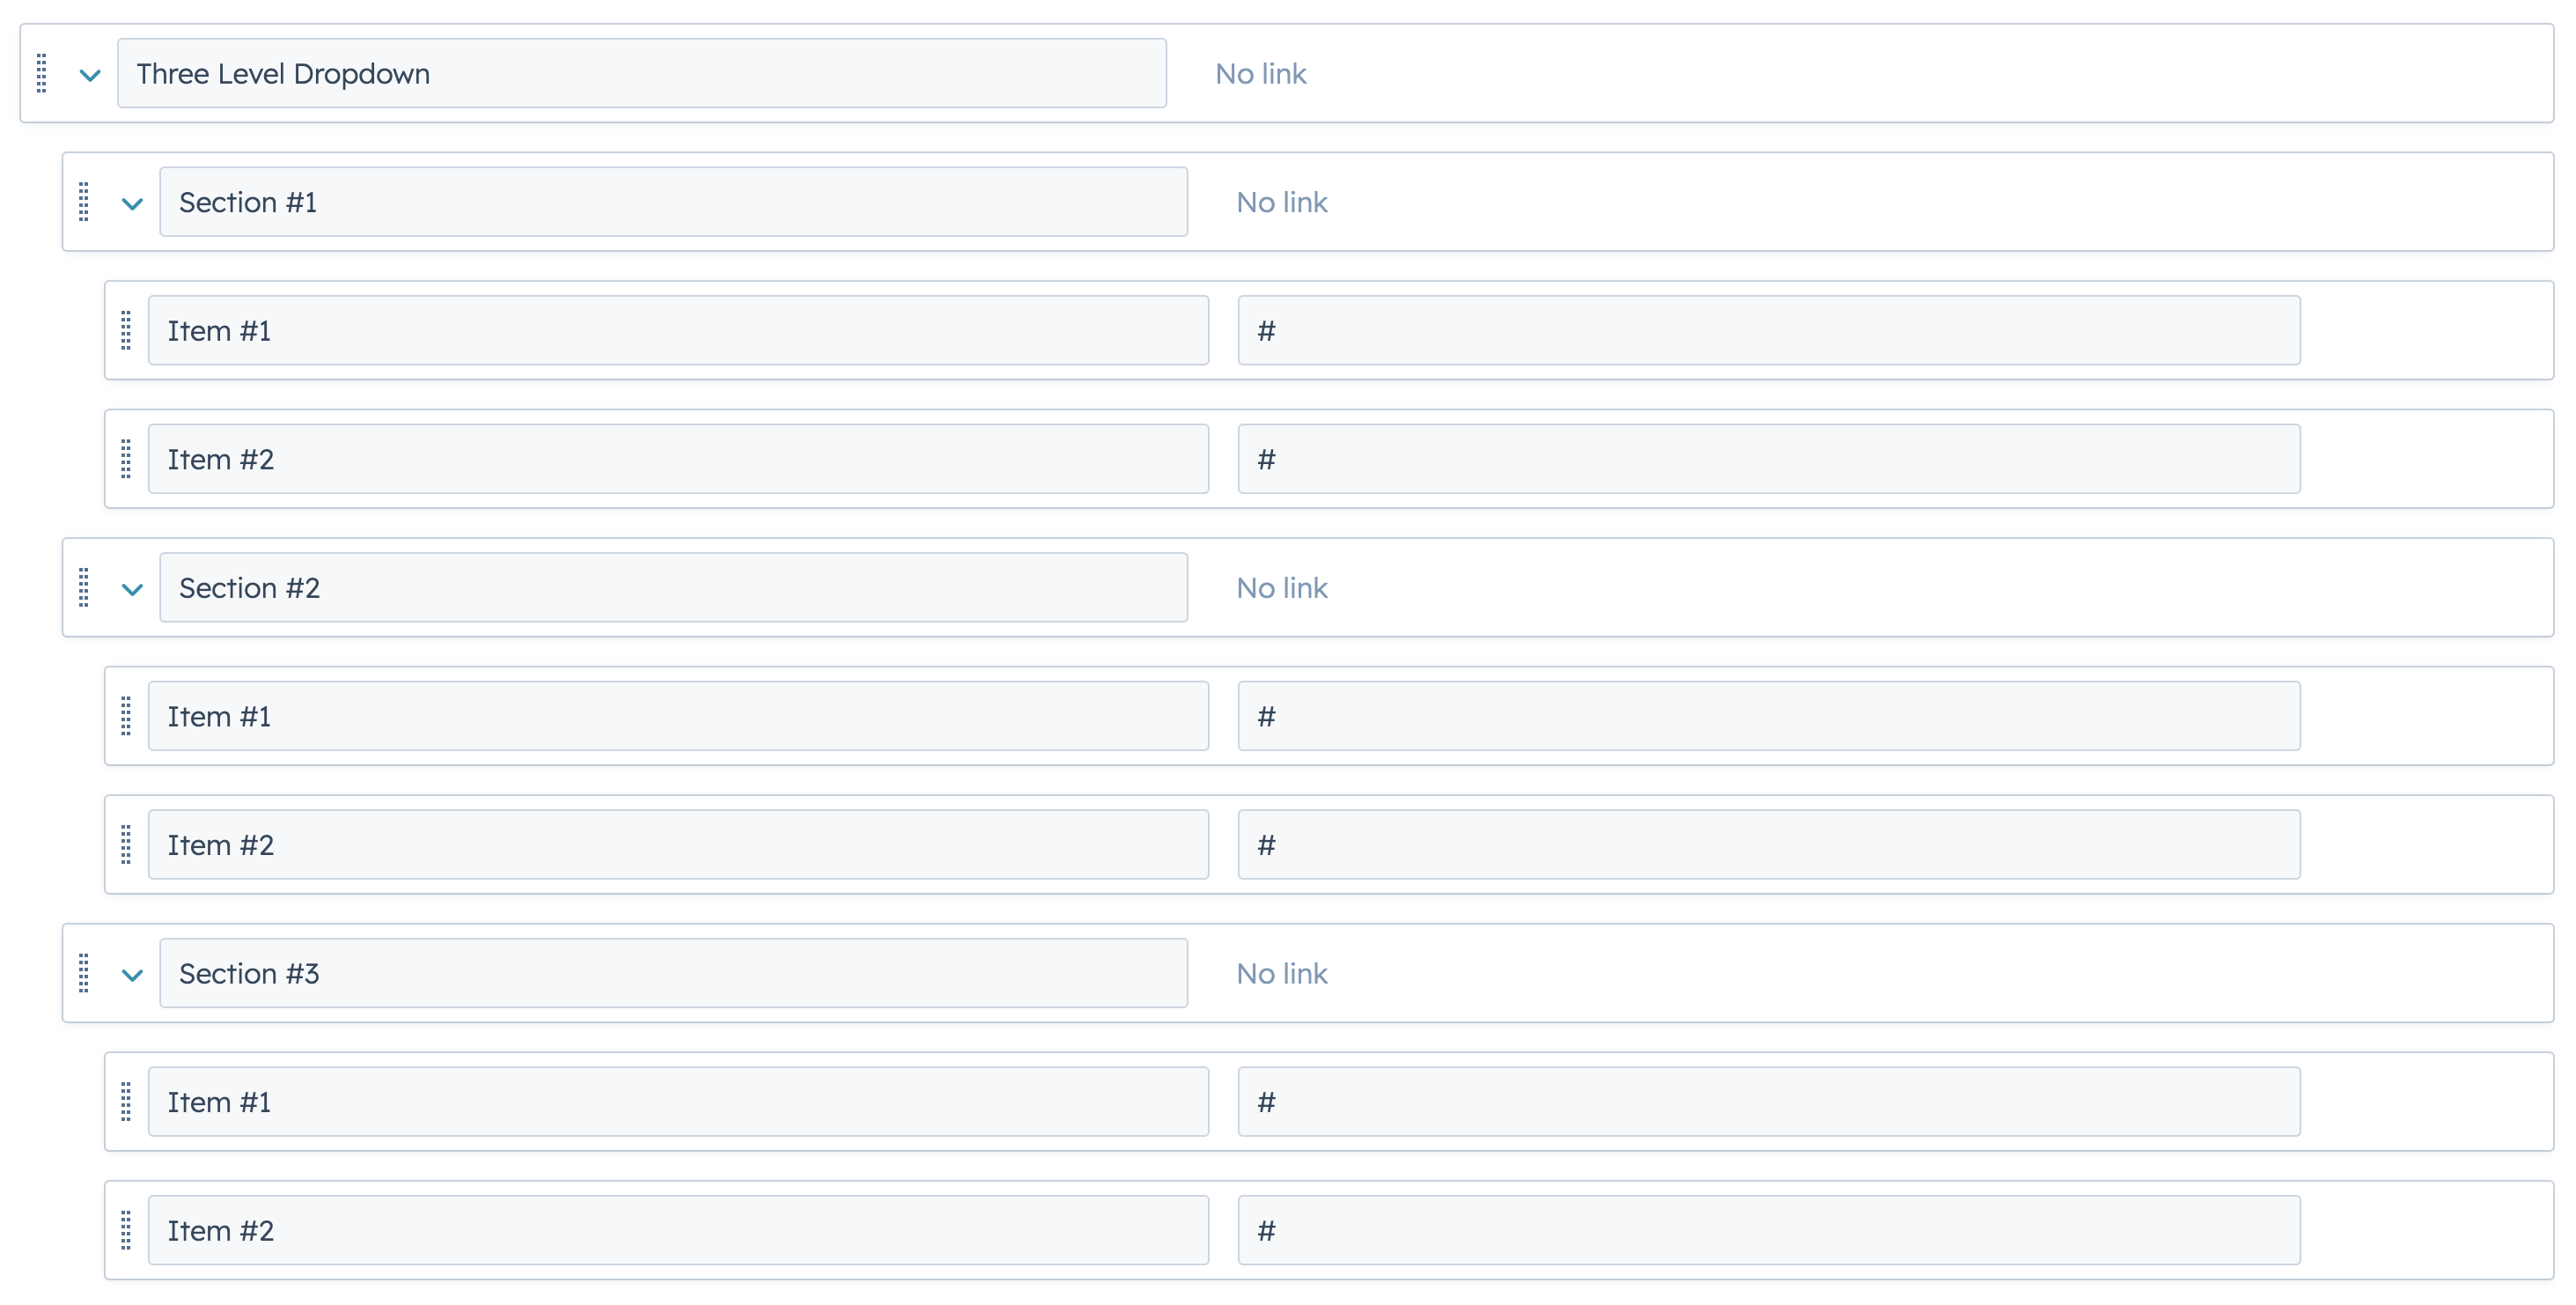 Three Level Dropdown No link
Section #1 No link
Item #1 #
Item #2 #
Section #2 No link
Item #1 #
Item #2 #
Section #3 No link
Item #1 #
Item #2 #